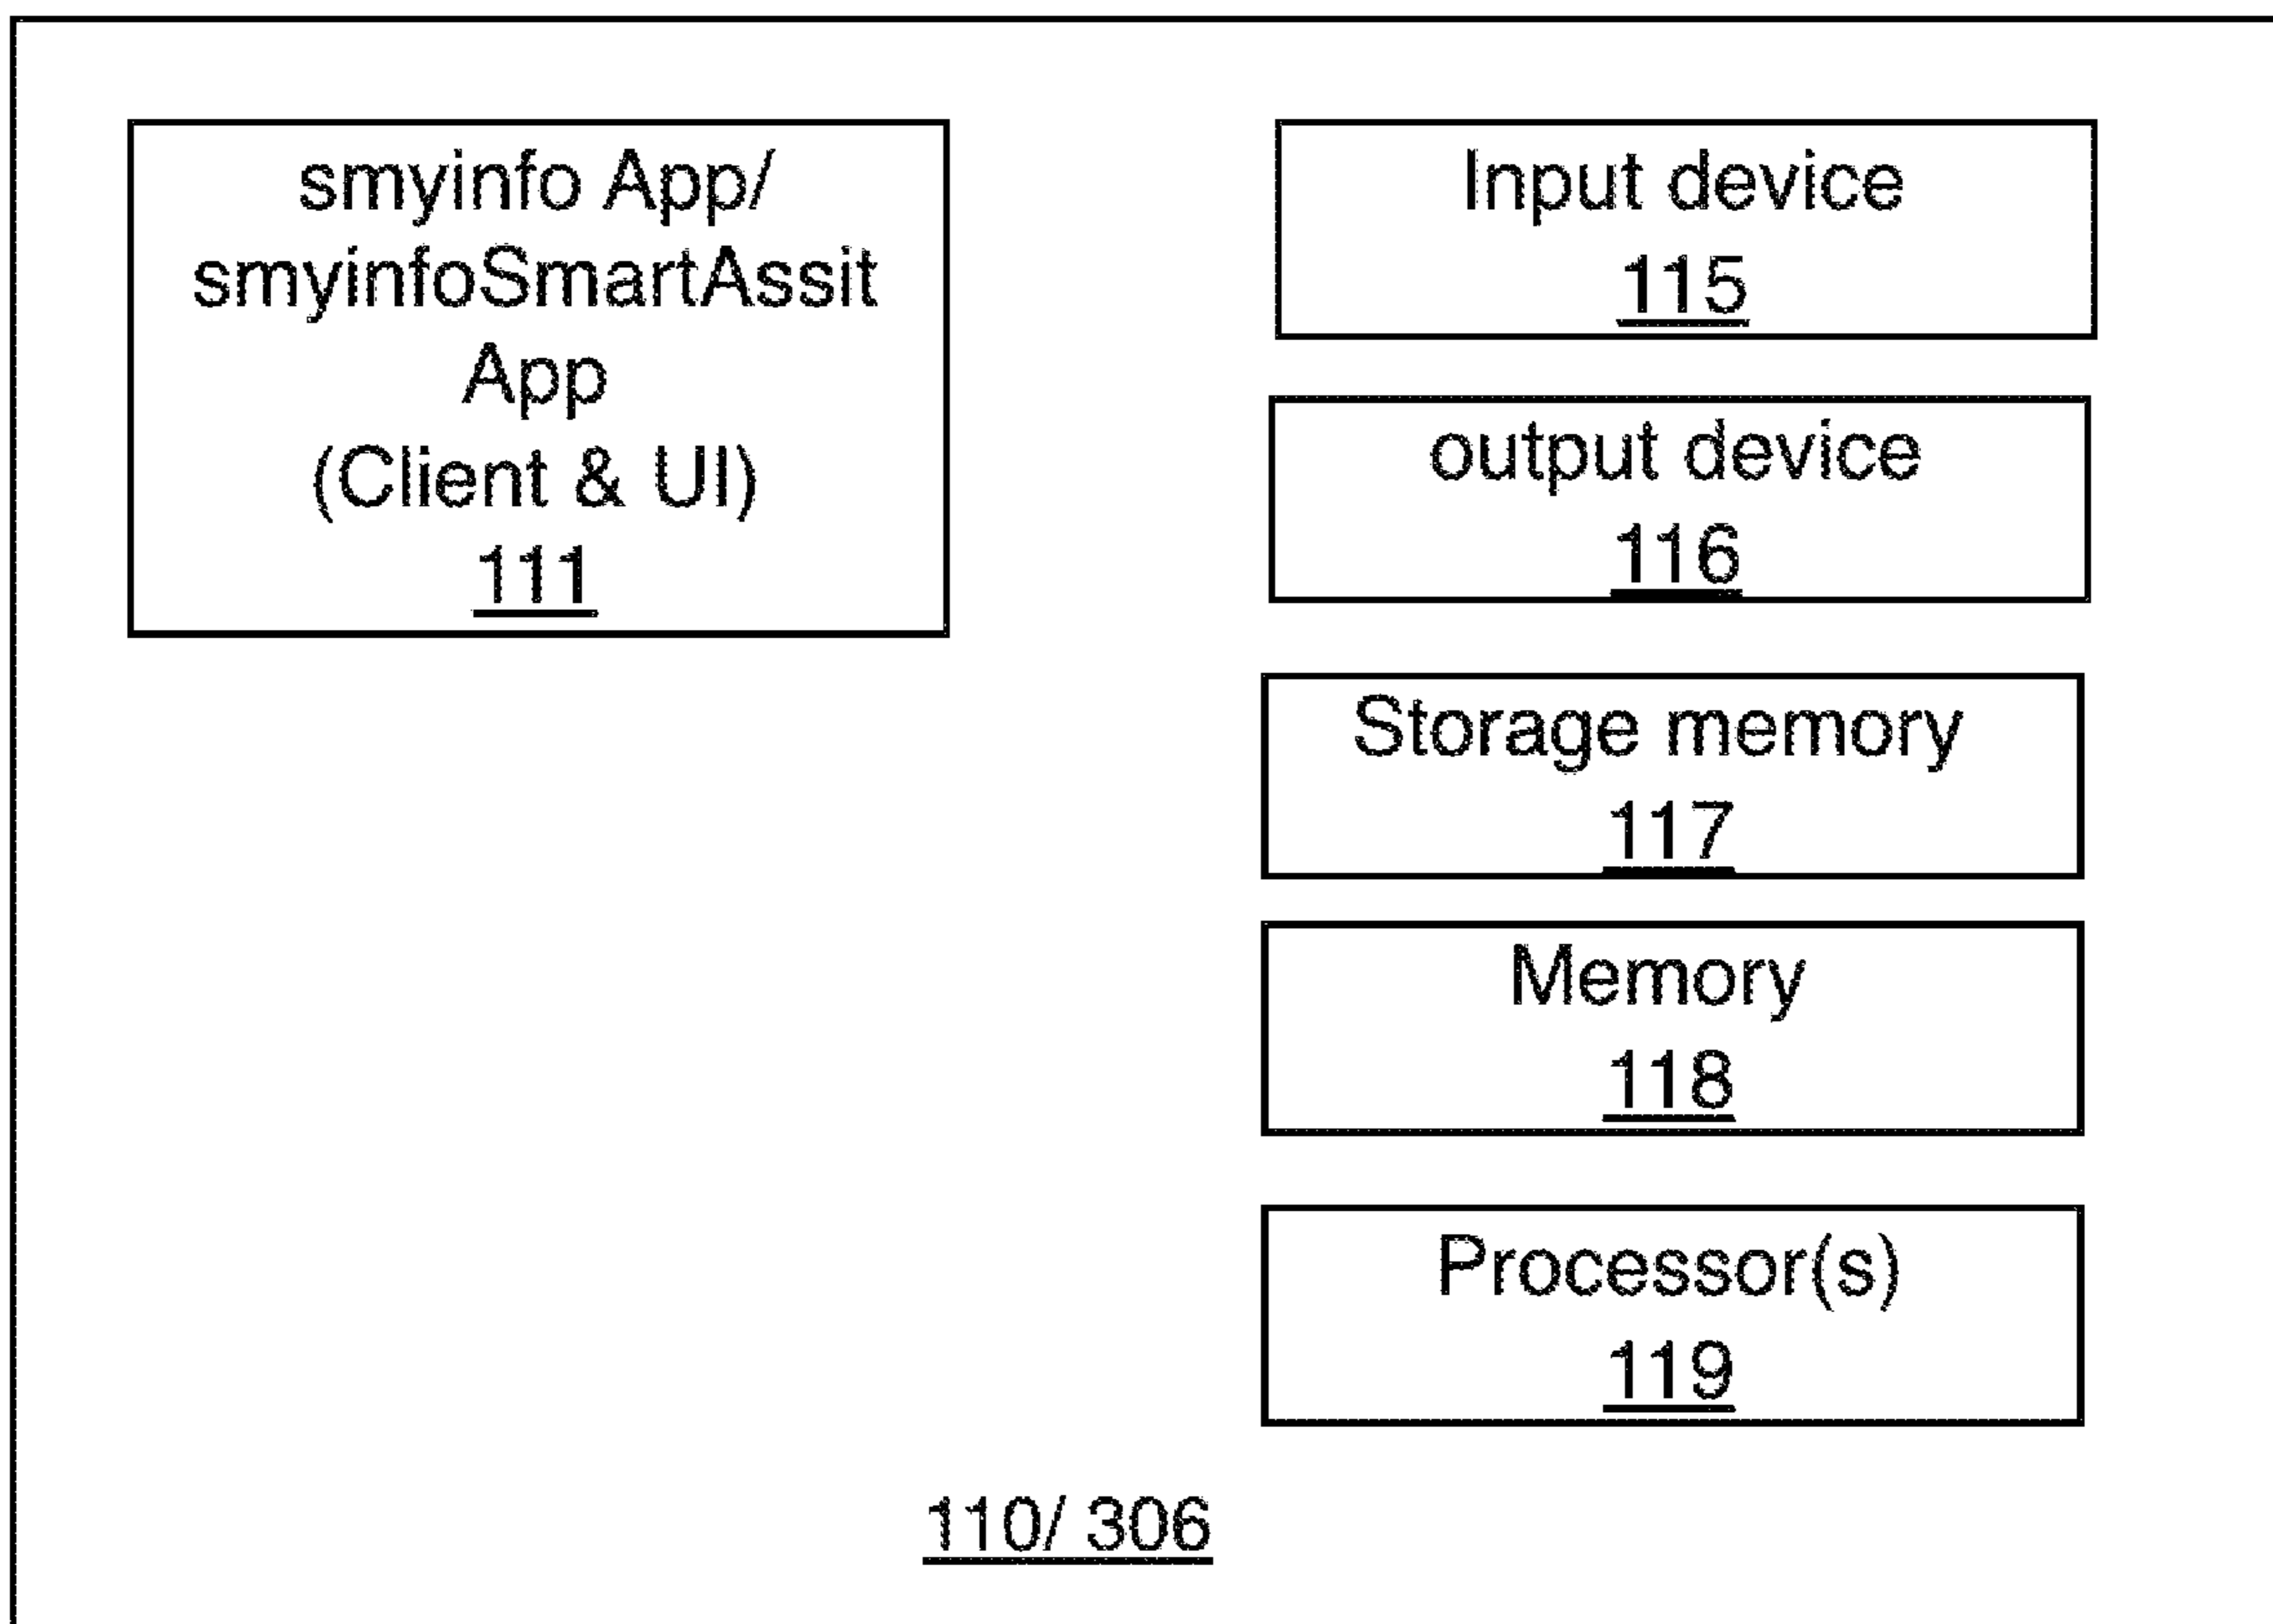 smyinfo App/
smyinfoSmartAssit
App
(Client & UI)
111
Input device
115
output device
116
Storage memory
117
Memory
118
Processor(s)
119
110/ 306